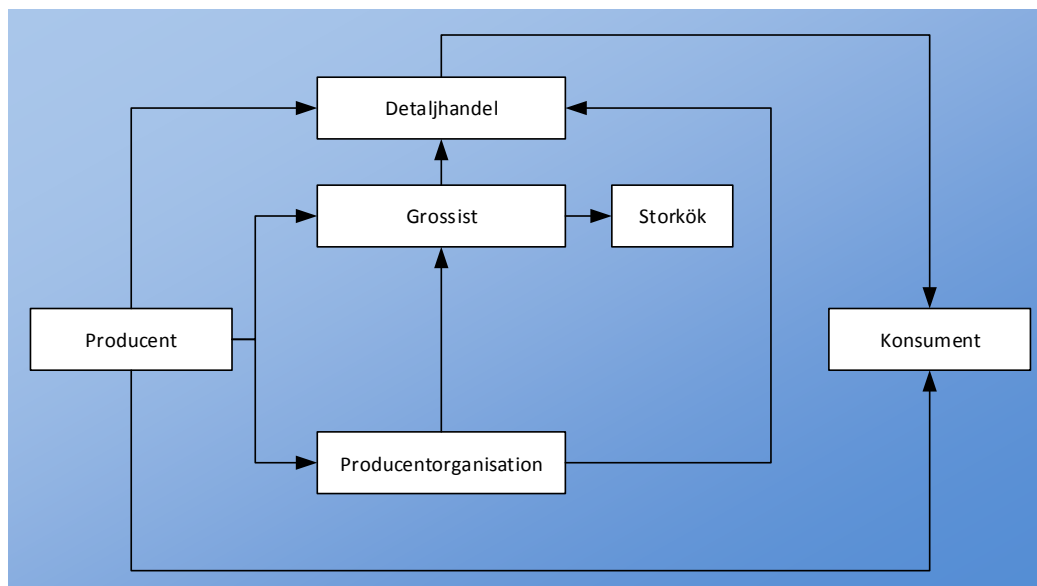 Detaljhandel
Grossist
Storkök
Producent
Konsument
Producentorganisation